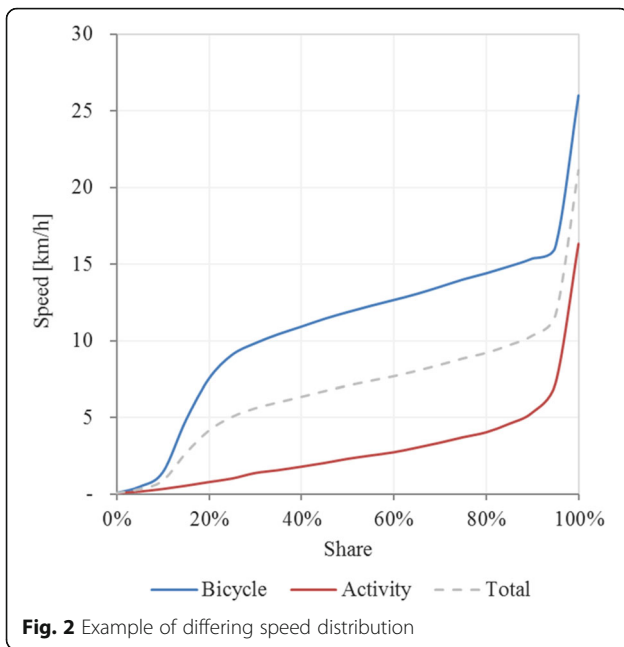 30
25
20
15
10
5
-
Speed [km/h]
0% 20% 40% 60% 80% 100%
Share
Bicycle Activity Total
Fig. 2 Example of differing speed distribution